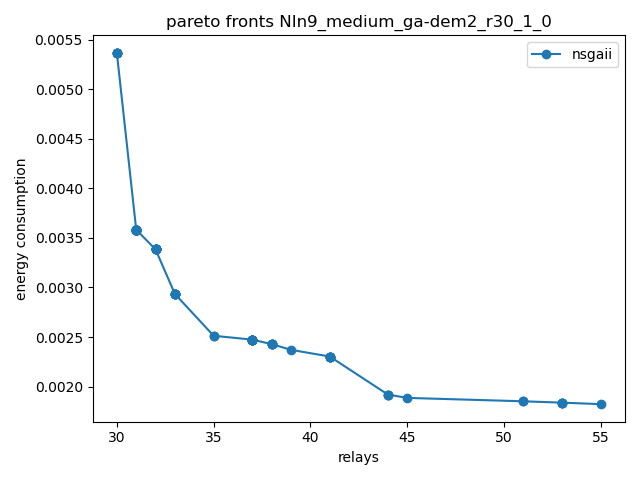 pareto fronts NIn9_medium_ga-dem2_r30_1_0
nsgaii
0.0055
0.0050
0.0045
0.0040
0.0035
0.0030
0.0025
0.0020
energy consumption
30 35 40 45 50 55
relays